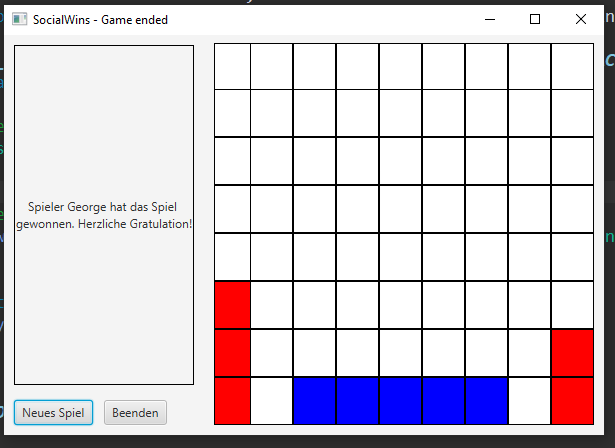 SocialWins - Game ended
Spieler George hat das Spiel
gewonnen. Herzliche Gratulation!
Neues Spiel
Beenden